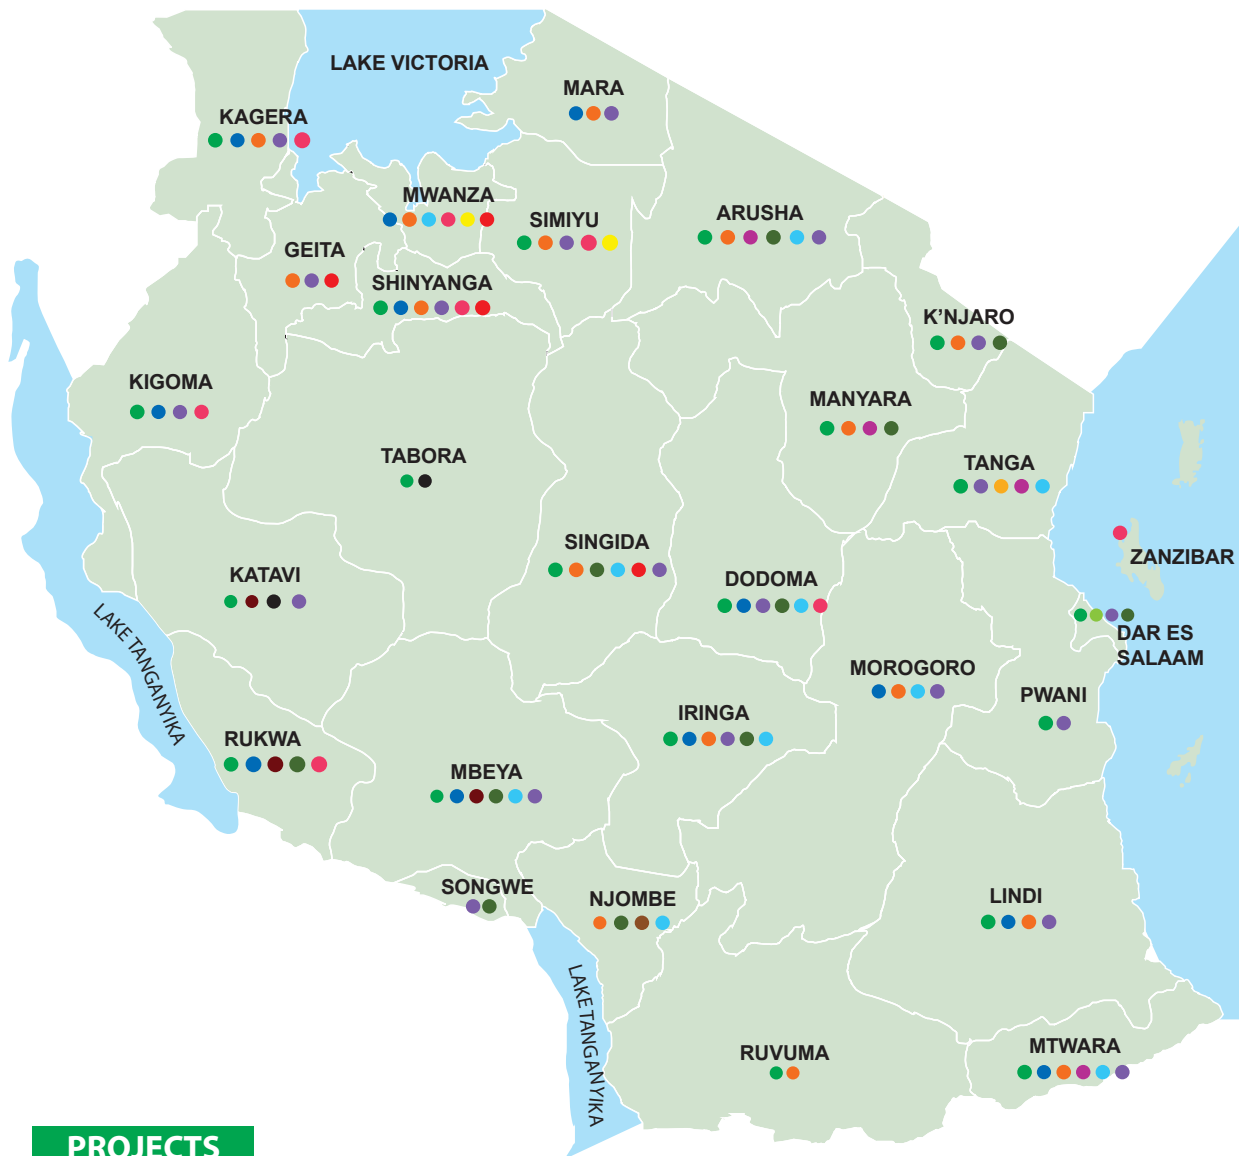 LAKE VICTORIA
MARA
KAGERA
MWANZA
SIMIYU
ARUSHA
GEITA
SHINYANGA
K'NJARO
KIGOMA
MANYARA
TABORA
TANGA
SINGIDA
ZANZIBAR
KATAVI
DODOMA
LAKE TANGANYIKA
DAR ES
SALAAM
MOROGORO
PWANI
IRINGA
RUKWA
MBEYA
SONGWE
NJOMBE
LINDI
LAKE TANGANYIKA
RUVUMA
MTWARA
PROJECTS